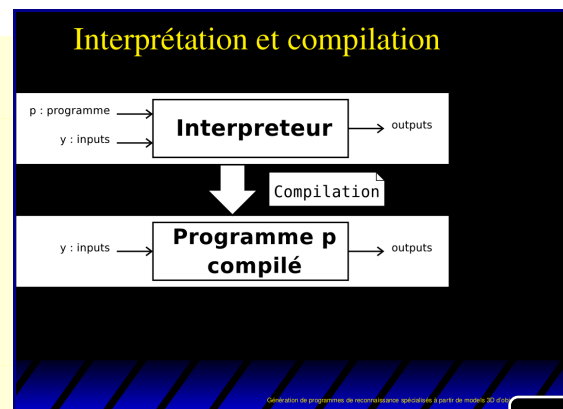 Interprétation et compilation
p : programme
y : inputs
Interpreteur
outputs
Compilation
y : inputs
Programme p
compilé
outputs
Génération de programmes de reconnaissance spécialisés à partir de models 3D